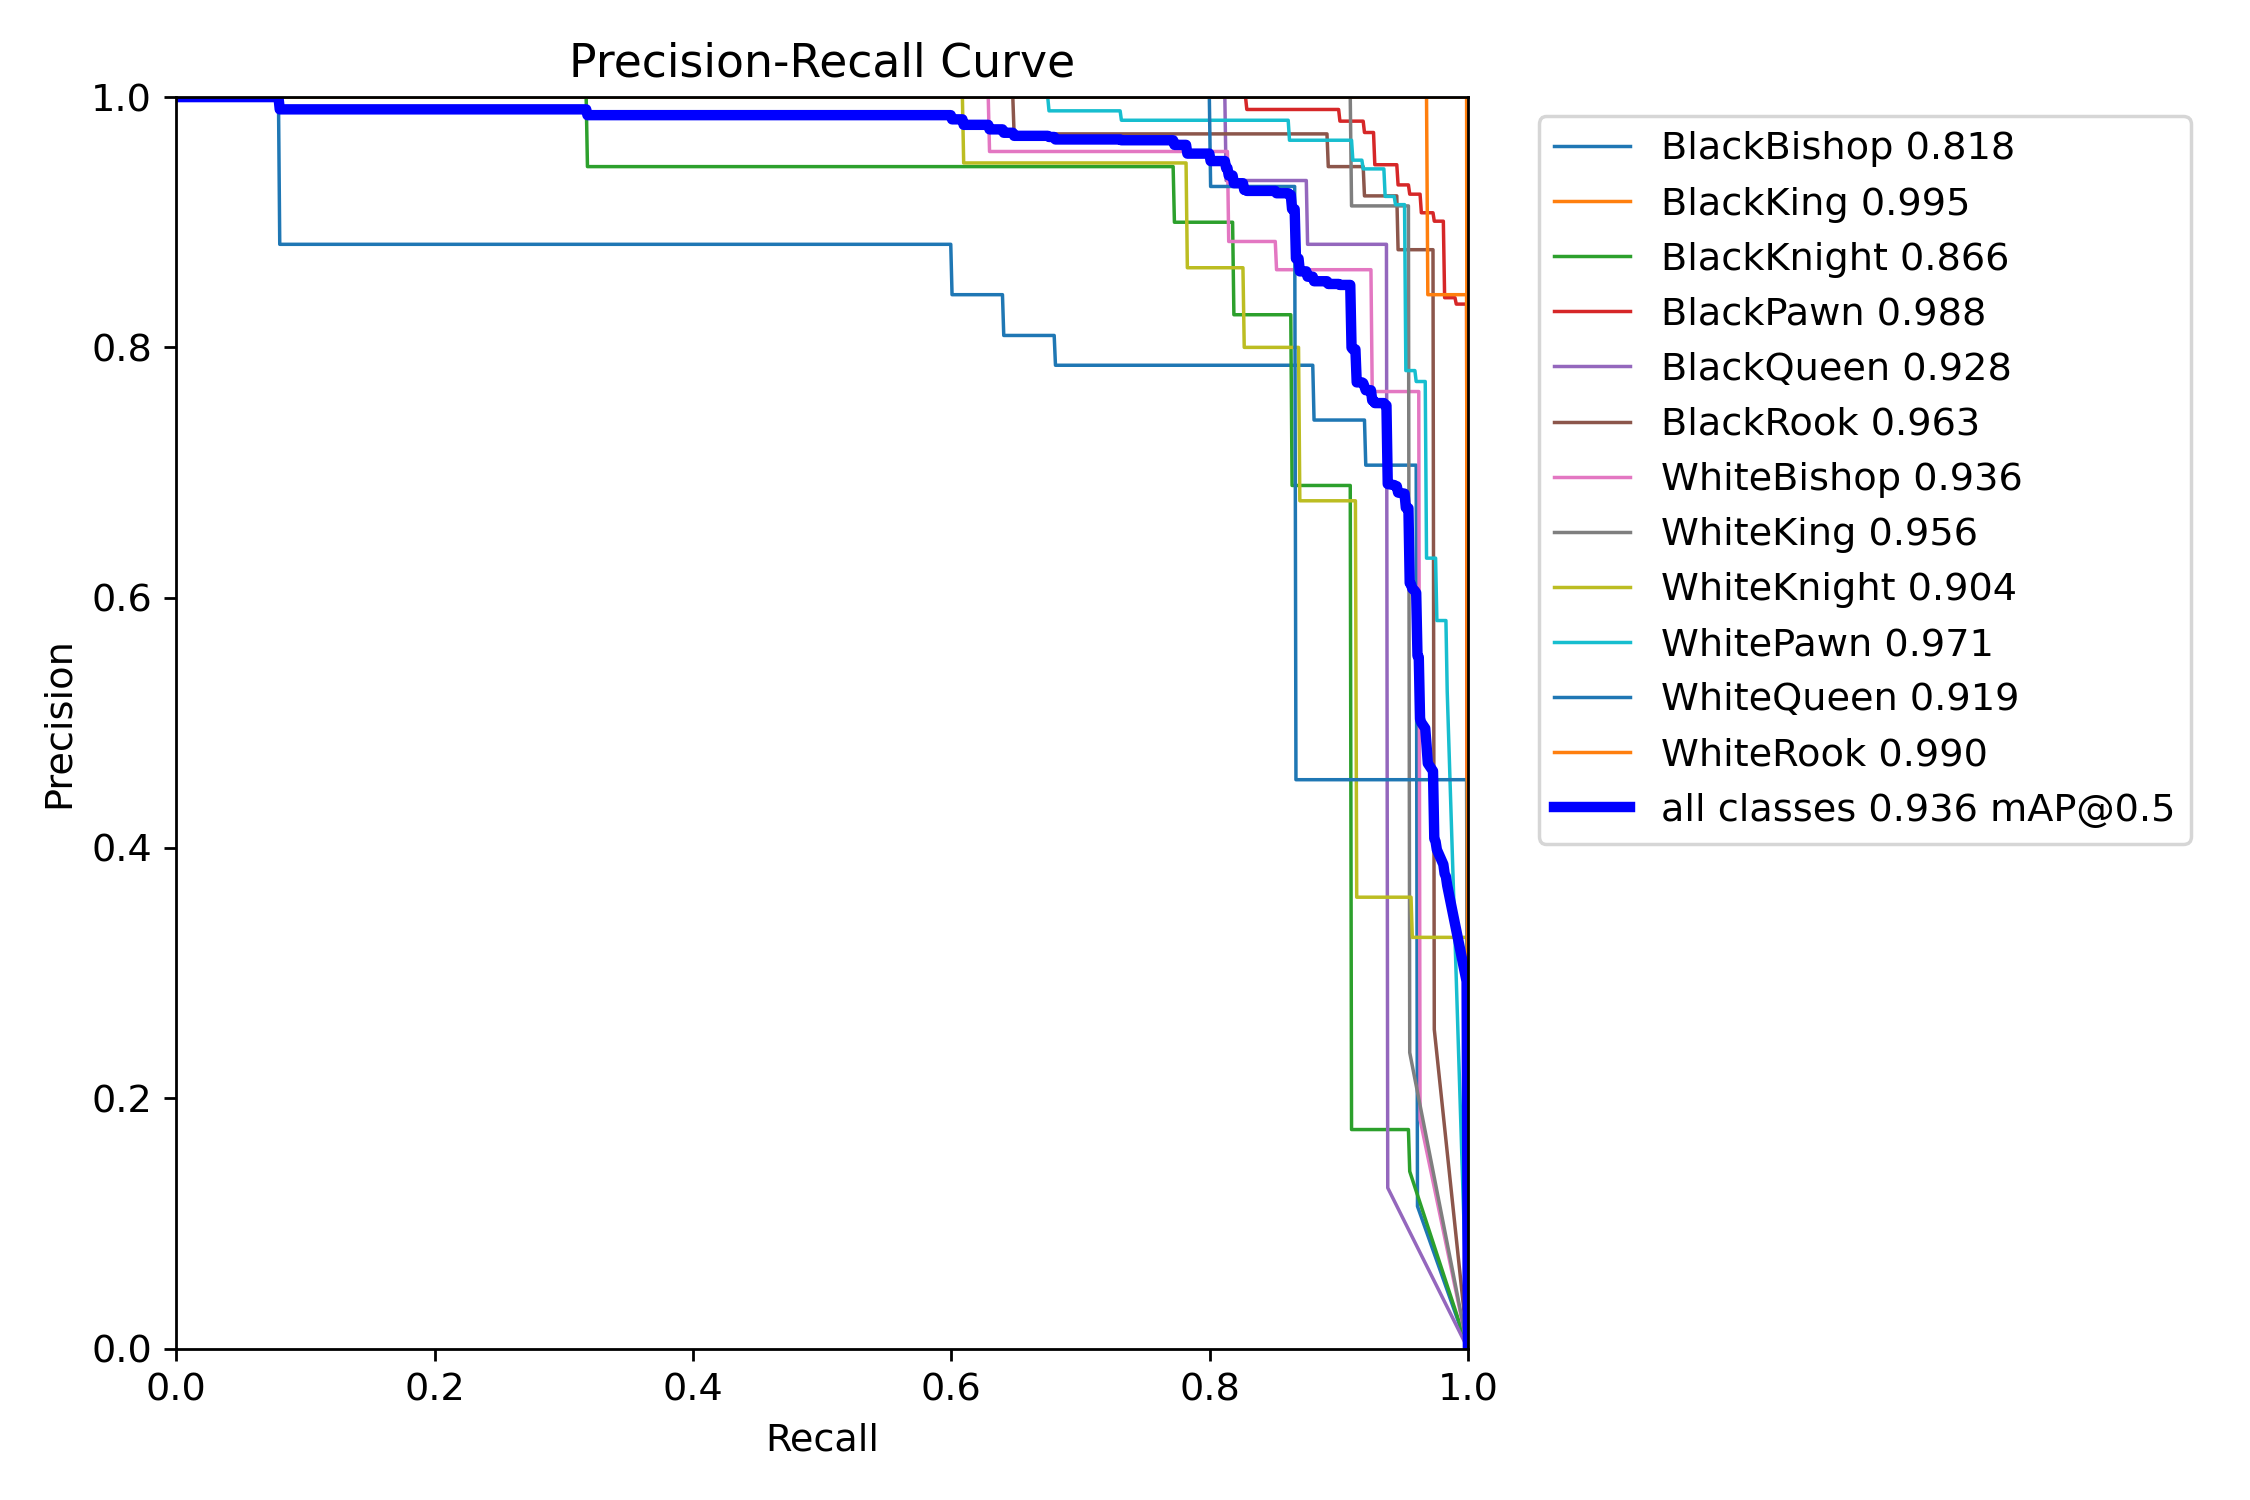 Precision-Recall Curve
1.0
0.8
0.6
0.4
0.2
0.0
Precision
0.0 0.2 0.4 0.6 0.8 1.0
Recall
BlackBishop 0.818
BlackKing 0.995
BlackKnight 0.866
BlackPawn 0.988
BlackQueen 0.928
BlackRook 0.963
WhiteBishop 0.936
WhiteKing 0.956
WhiteKnight 0.904
WhitePawn 0.971
WhiteQueen 0.919
WhiteRook 0.990
all classes 0.936 mAP@0.5